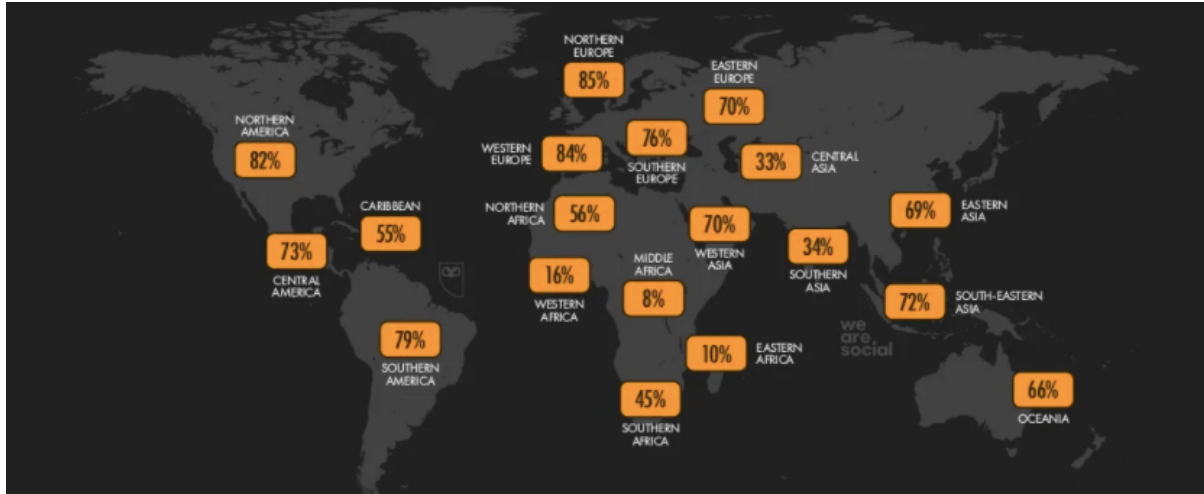 NORTHERN
EUROPE
85%
EASTERN
EUROPE
70%
NORTHERN
AMERICA
82%
WESTERN
EUROPE
84%
76%
SOUTHERN
EUROPE
33%
CENTRAL
ASIA
CARIBBEAN
55%
NORTHERN
AFRICA
56%
70%
WESTERN
ASIA
69%
EASTERN
ASIA
73%
CENTRAL
AMERICA
16%
WESTERN
AFRICA
MIDDLE
AFRICA
8%
34%
SOUTHERN
ASIA
72%
SOUTH-EASTERN
ASIA
79%
SOUTHERN
AMERICA
we
are.
social
10%
EASTERN
AFRICA
45%
SOUTHERN
AFRICA
66%
OCEANIA